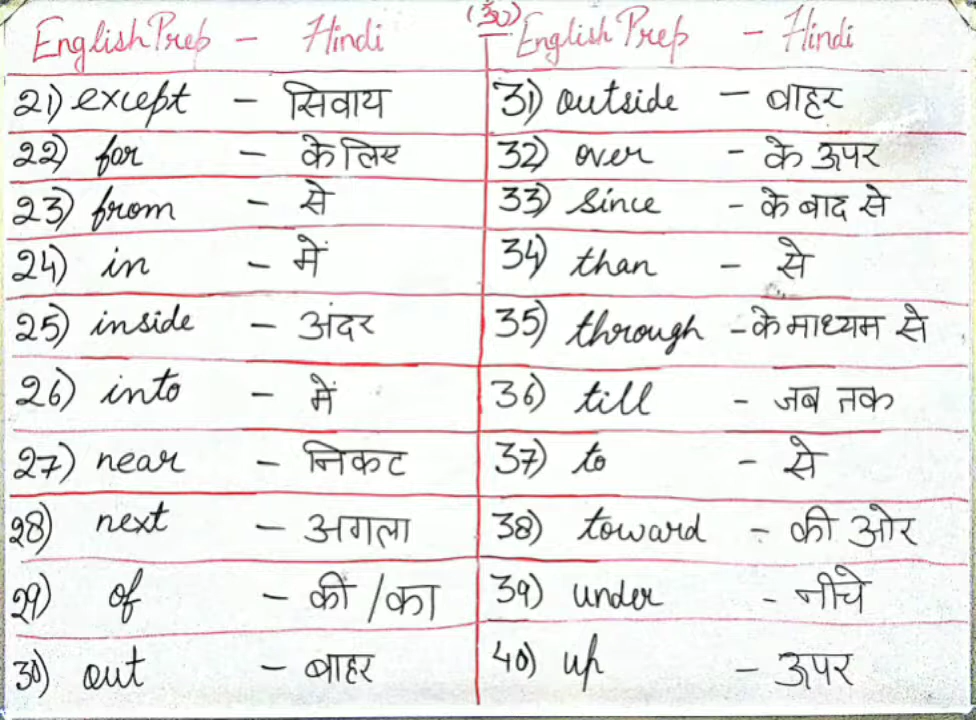 (30)
English Prep - Hindi
21) except - सिवाय
22) for - के लिए
23) from - से
24) in - में
25) inside - अंदर
26) into - में
27) near - निकट
28) next - अगला
29) of - की / का
30) out - बाहर
English Prep - Hindi
31) outside - बाहर
32) over - के ऊपर
33) since - के बाद से
34) than - से
35) through - के माध्यम से
36) till - जब तक
37) to - से
38) toward - की ओर
39) under - नीचे
40) up - ऊपर